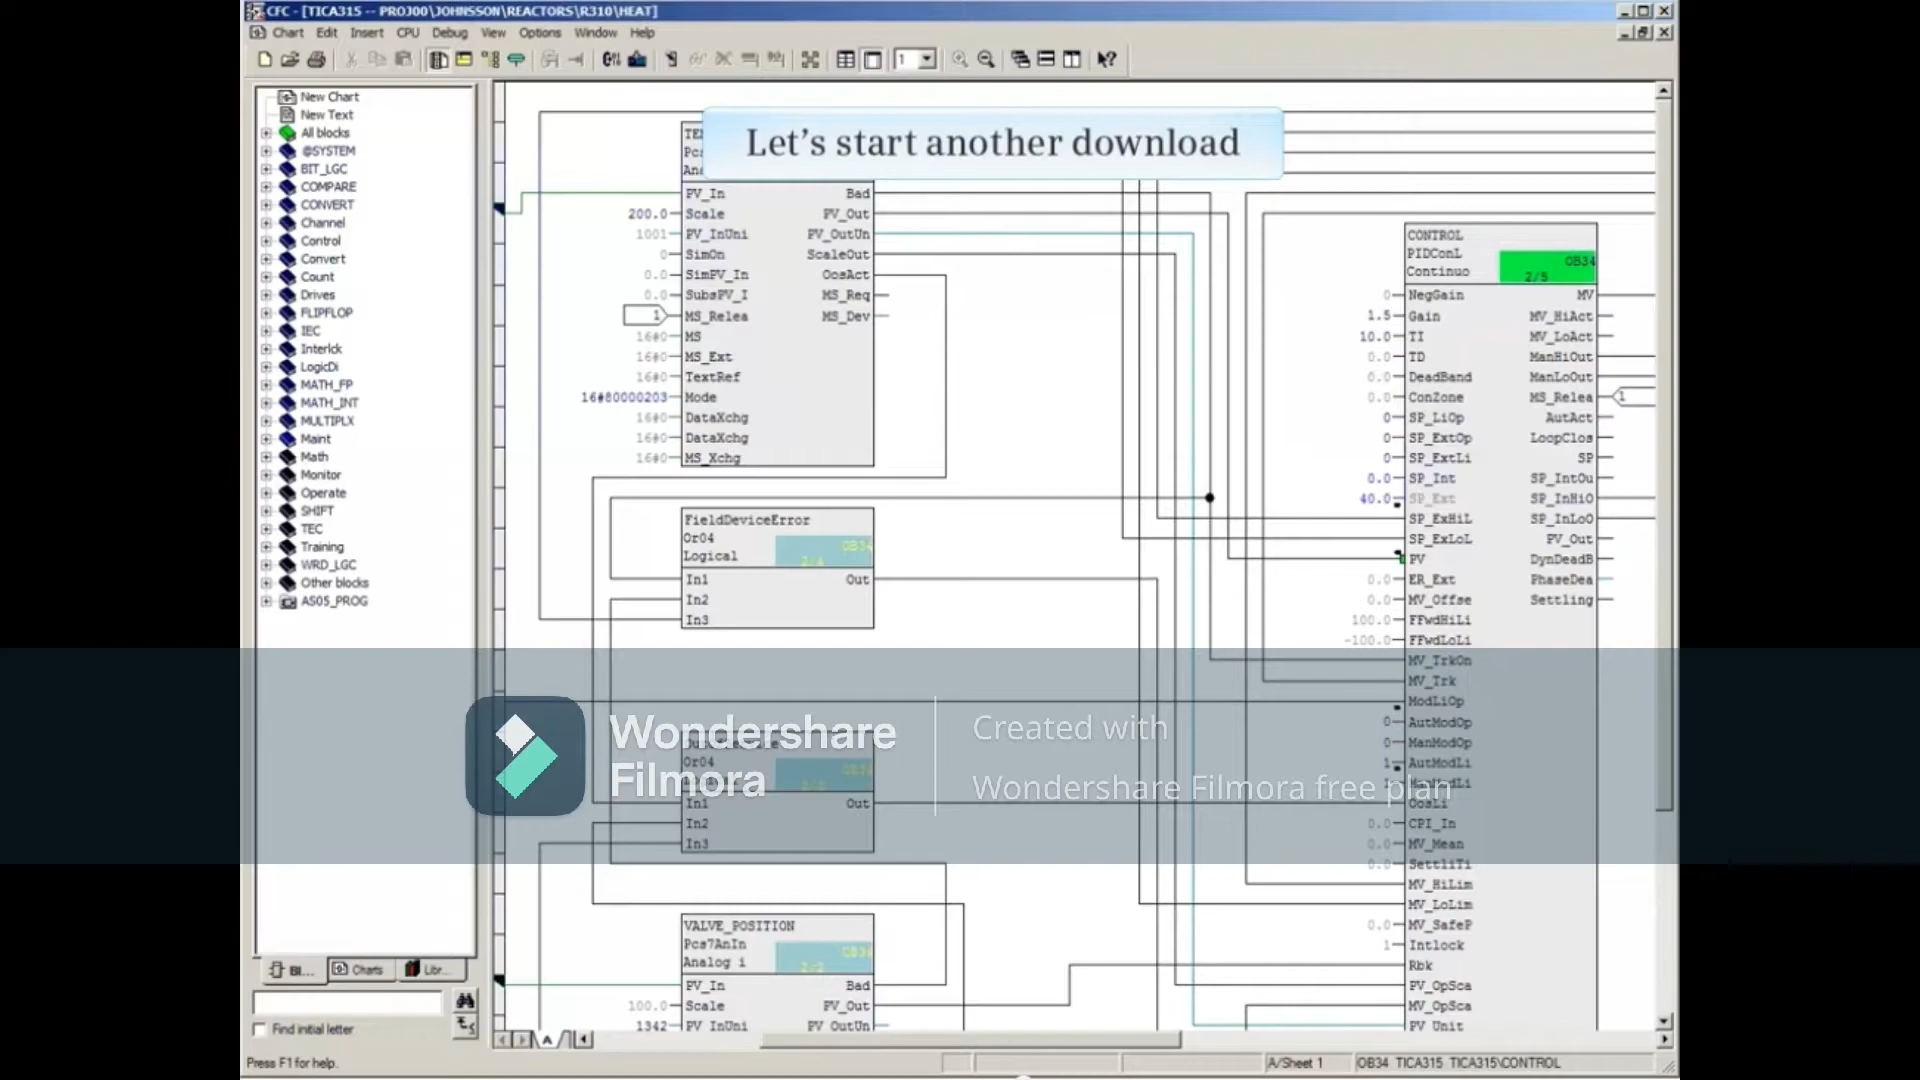 CFC - [TICA315 -- PROJ00\JOHNSSON\REACTORS\R310\HEAT]
Chart Edit Insert CPU Debug View Options Window Help
1
New Chart
New Text
All blocks
@SYSTEM
BIT_LGC
COMPARE
CONVERT
Channel
Control
Convert
Count
Drives
FLIPFLOP
IEC
Interlck
LogicDi
MATH_FP
MATH_INT
MULTIPLX
Maint
Math
Monitor
Operate
SHIFT
TEC
Training
WRD_LGC
Other blocks
AS05_PROG
Bl...
Charts
Libr...
Find initial letter
Press F1 for help.
Let's start another download
PV_In Bad
200.0 Scale PV_Out
1001 PV_InUni PV_OutUn
0 SimOn ScaleOut
0.0 SimPV_In OosAct
0.0 SubsPV_I MS_Req
1 MS_Relea MS_Dev
16#0 MS
16#0 MS_Ext
16#0 TextRef
16#80000203 Mode
16#0 DataXchg
16#0 DataXchg
16#0 MS_Xchg
FieldDeviceError
Or04
Logical
In1 Out
In2
In3
Or04
In1 Out
In2
In3
VALVE_POSITION
Pcs7AnIn
Analog i
PV_In Bad
100.0 Scale PV_Out
1342 PV_InUni PV_OutUn
CONTROL
PIDConL
Continuo
OB34
2/5
0 NegGain MV
1.5 Gain MV_HiAct
10.0 TI MV_LoAct
0.0 TD ManHiOut
0.0 DeadBand ManLoOut
0.0 ConZone MS_Relea 1
0 SP_LiOp AutAct
0 SP_ExtOp LoopClos
0 SP_ExtLi SP
0.0 SP_Int SP_IntOu
40.0 SP_Ext SP_InHiO
SP_ExHiL SP_InLoO
SP_ExLoL PV_Out
PV DynDeadB
0.0 ER_Ext PhaseDea
0.0 MV_Offse Settling
100.0 FFwdHiLi
-100.0 FFwdLoLi
MV_TrkOn
MV_Trk
ModLiOp
0 AutModOp
0 ManModOp
1 AutModLi
1 ManModLi
OosLi
0.0 CPI_In
0.0 MV_Mean
0.0 SettliTi
MV_HiLim
MV_LoLim
0.0 MV_SafeP
1 Intlock
Rbk
PV_OpSca
MV_OpSca
PV_Unit
Wondershare
Filmora
Created with
Wondershare Filmora free plan
A
A/Sheet 1
OB34 TICA315 TICA315\CONTROL